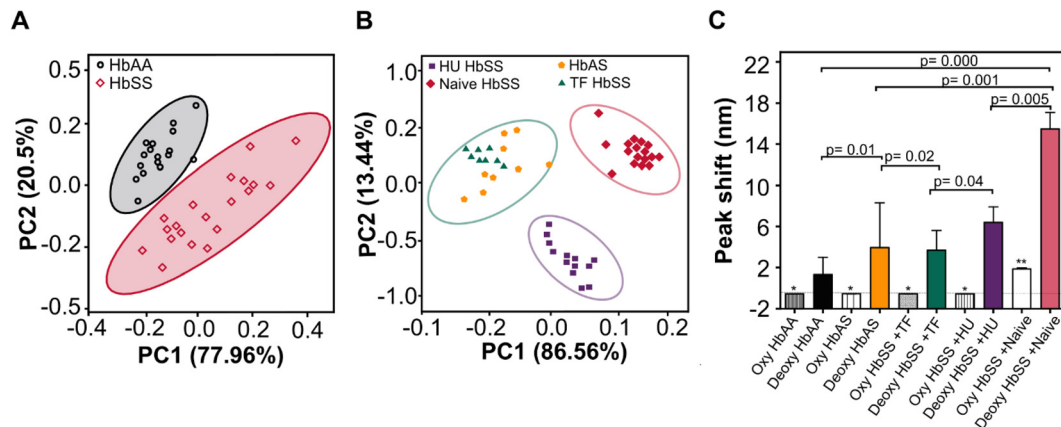 A
0.5
0.2
0.0
-0.2
-0.5
PC2 (20.5%)
HbAA
HbSS
-0.2
0.0
0.2
0.4
PC1 (77.96%)
B
1.0
0.2
0.0
-0.5
-1.0
PC2 (13.44%)
HU HbSS
HbAS
Naive HbSS
TF HbSS
-0.1
-0.2
0.0
0.1
0.2
PC1 (86.56%)
C
22
18
14
10
6
2
-2
Peak shift (nm)
p= 0.000
p= 0.001
p= 0.005
p= 0.01
p= 0.02
p= 0.04
*
*
*
*
**
Oxy HbAA
Deoxy HbAA
Oxy HbAS
Deoxy HbAS
Oxy HbSS +TF
Deoxy HbSS +TF
Oxy HbSS +HU
Deoxy HbSS +HU
Oxy HbSS +Naive
Deoxy HbSS +Naive